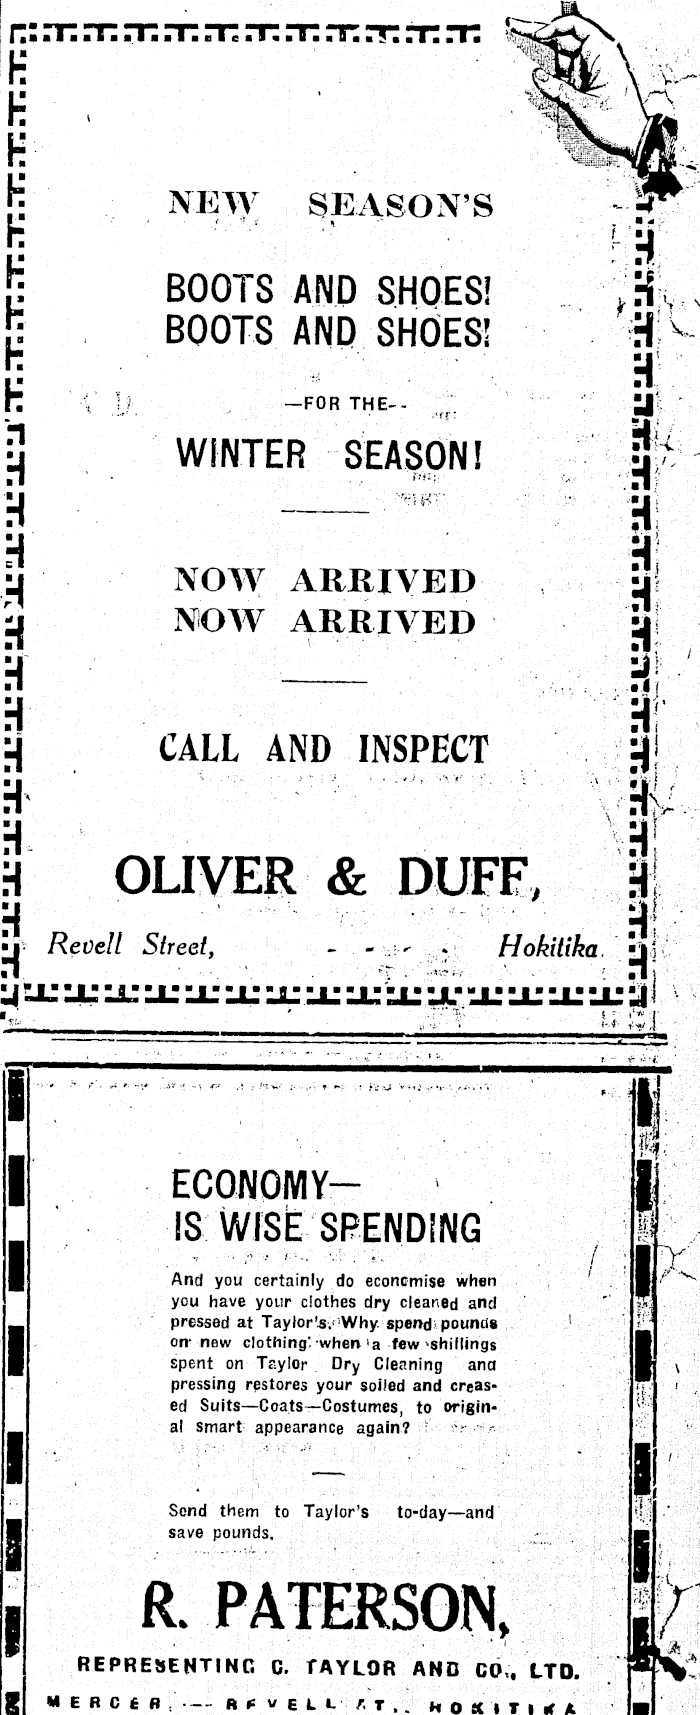 NEW SEASON'S
BOOTS AND SHOES!
BOOTS AND SHOES!
—FOR THE--
WINTER SEASON!
NOW ARRIVED
NOW ARRIVED
CALL AND INSPECT
OLIVER & DUFF,
Revell Street, - - - - Hokitika.
ECONOMY—
IS WISE SPENDING
And you certainly do economise when
you have your clothes dry cleaned and
pressed at Taylor's. Why spend pounds
on new clothing when a few shillings
spent on Taylor Dry Cleaning and
pressing restores your soiled and creas-
ed Suits—Coats—Costumes, to origin-
al smart appearance again?
Send them to Taylor's to-day—and
save pounds.
R. PATERSON,
REPRESENTING C. TAYLOR AND CO., LTD.
MERCER — REVELL ST., HOKITIKA